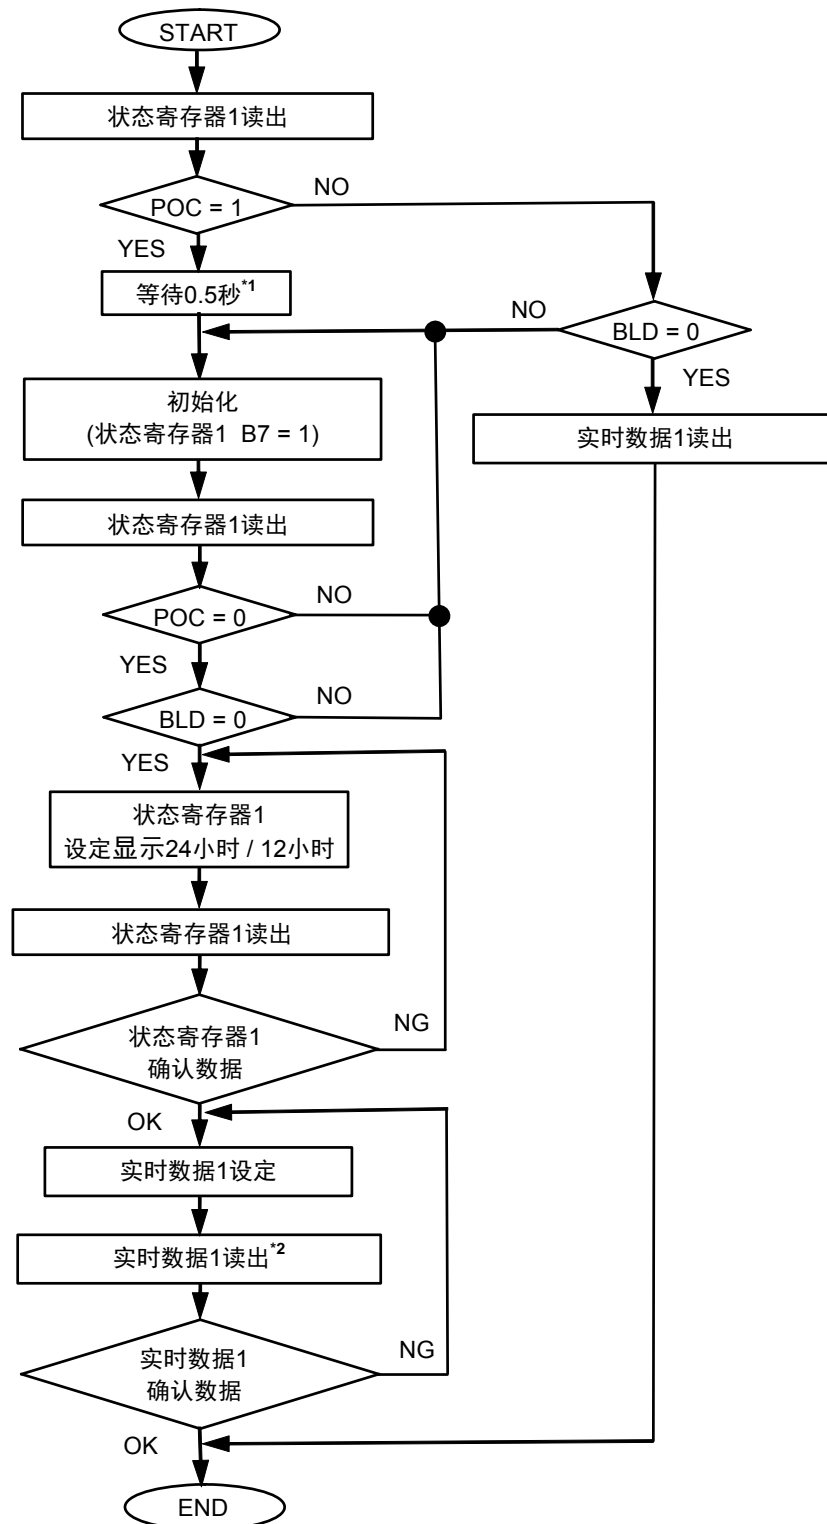 START
状态寄存器1读出
POC = 1
NO
YES
等待0.5秒*1
NO
BLD = 0
YES
初始化
(状态寄存器1 B7 = 1)
实时数据1读出
状态寄存器1读出
POC = 0
NO
YES
BLD = 0
NO
YES
状态寄存器1
设定显示24小时 / 12小时
状态寄存器1读出
状态寄存器1
确认数据
NG
OK
实时数据1设定
实时数据1读出*2
实时数据1
确认数据
NG
OK
END